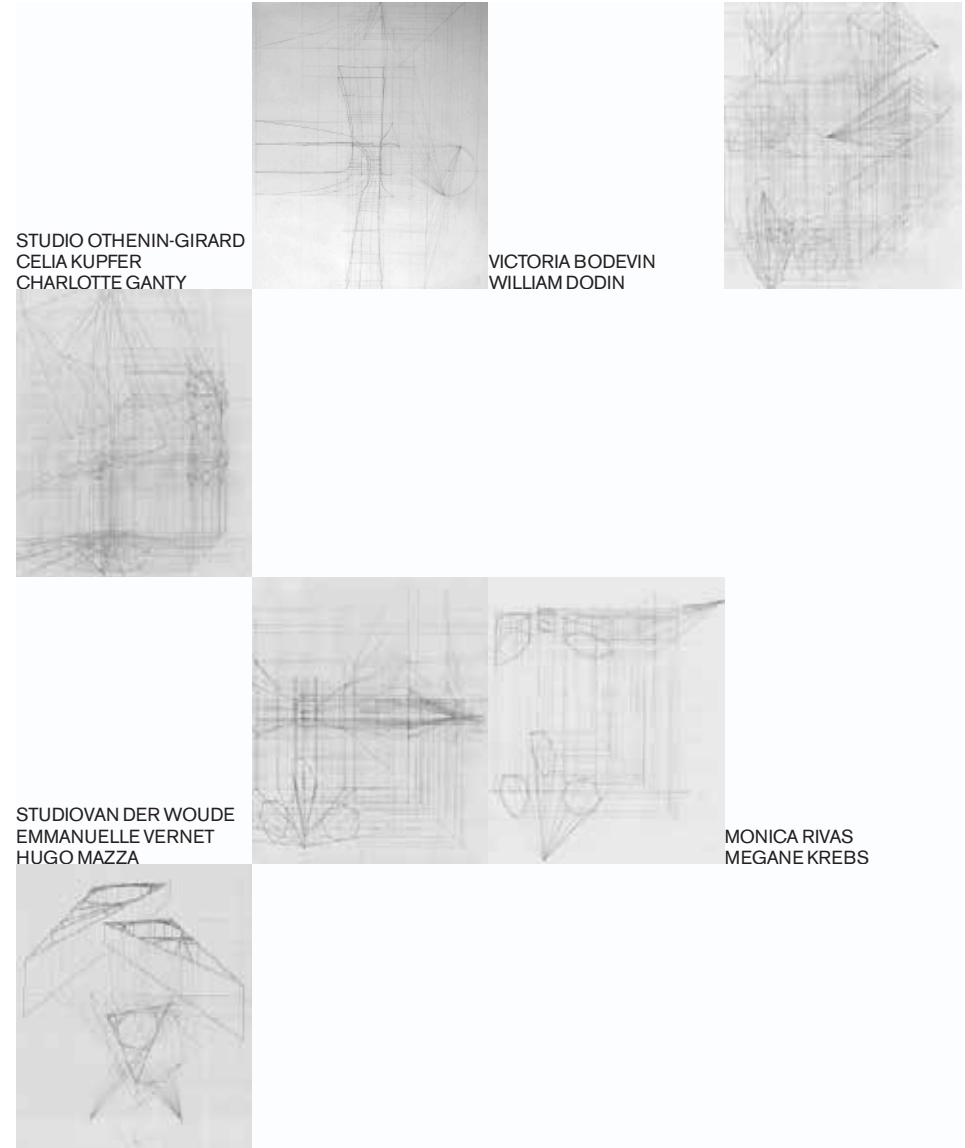 STUDIO OTHENIN-GIRARD
CELIA KUPFER
CHARLOTTE GANTY
VICTORIA BODEVIN
WILLIAM DODIN
STUDIOVAN DER WOUDE
EMMANUELLE VERNET
HUGO MAZZA
MONICA RIVAS
MEGANE KREBS